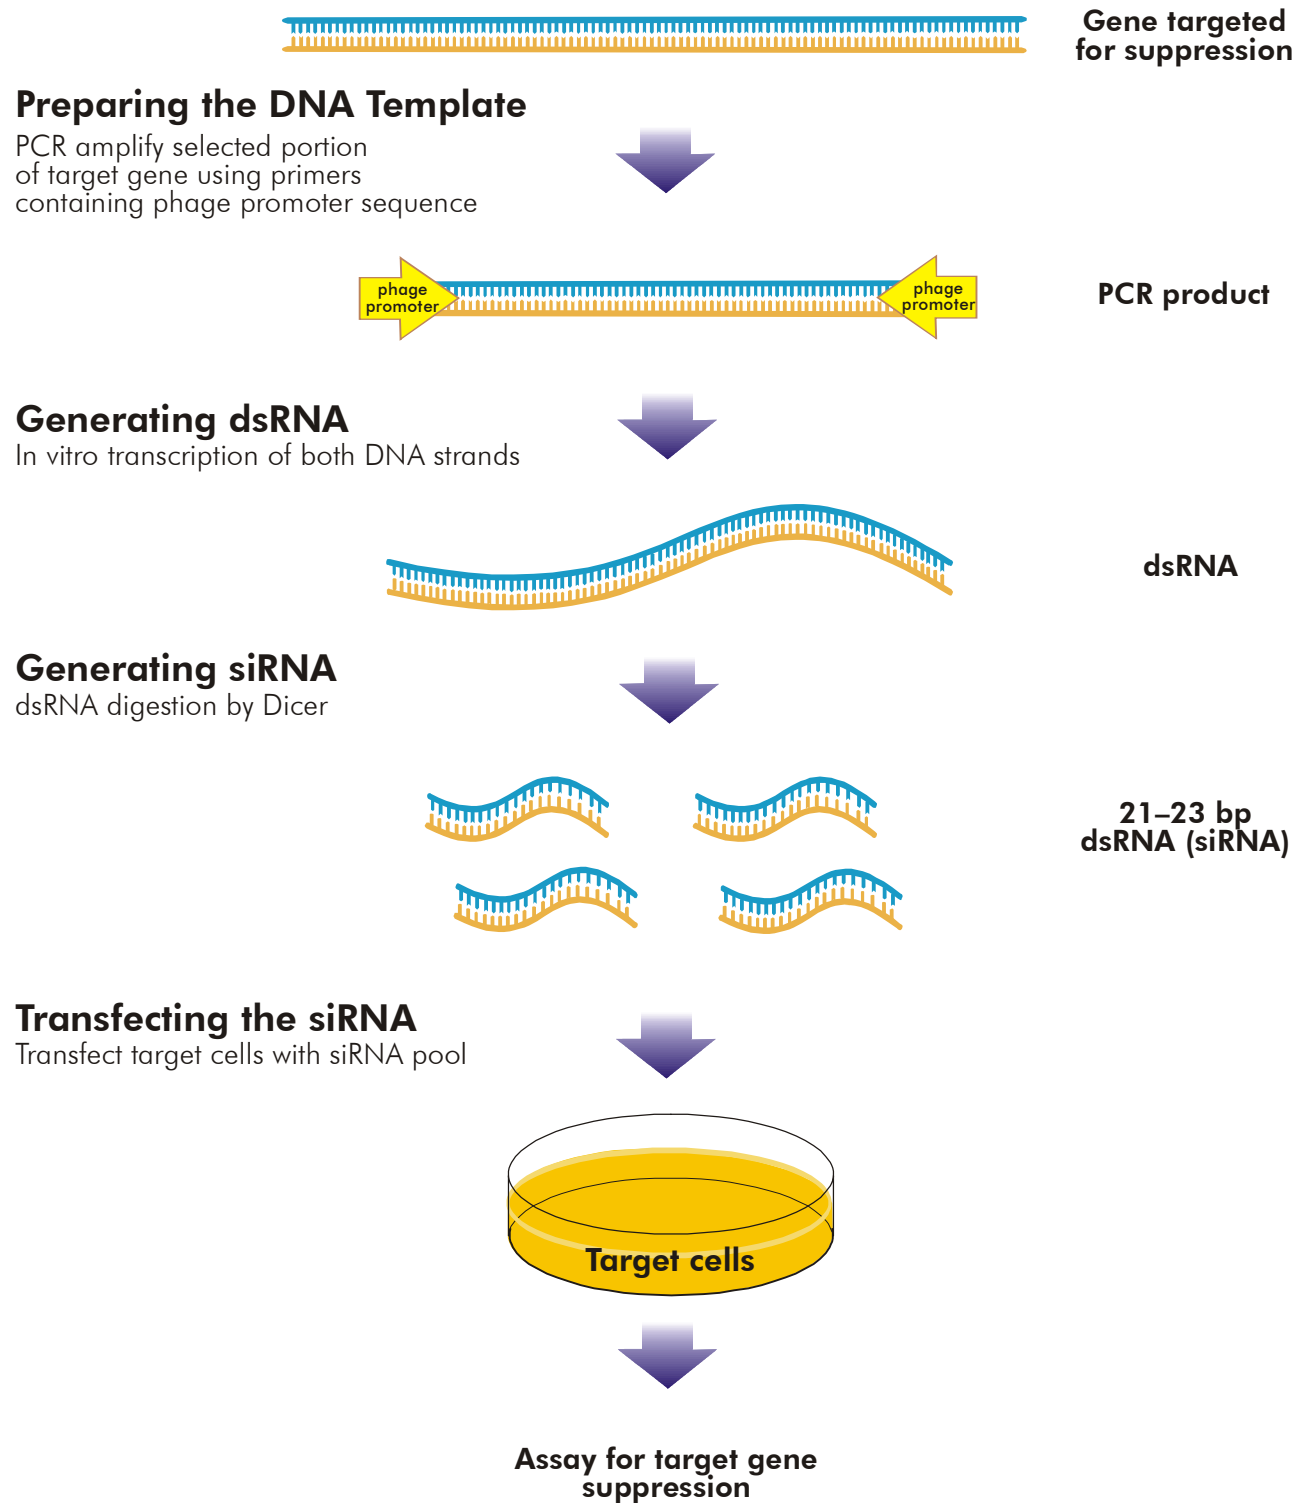 Gene targeted
for suppression
Preparing the DNA Template
PCR amplify selected portion
of target gene using primers
containing phage promoter sequence
phage
promoter
phage
promoter
PCR product
Generating dsRNA
In vitro transcription of both DNA strands
dsRNA
Generating siRNA
dsRNA digestion by Dicer
21–23 bp
dsRNA (siRNA)
Transfecting the siRNA
Transfect target cells with siRNA pool
Target cells
Assay for target gene
suppression